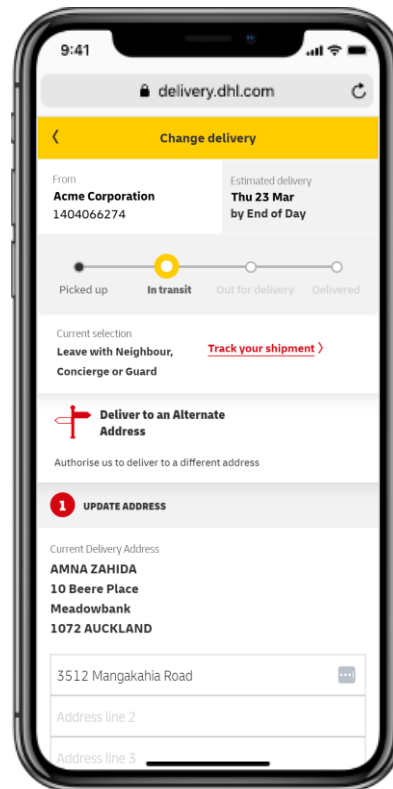 9:41
delivery.dhl.com
Change delivery
From
Acme Corporation
1404066274
Estimated delivery
Thu 23 Mar
by End of Day
Picked up
In transit
Out for delivery
Delivered
Current selection
Leave with Neighbour,
Concierge or Guard
Track your shipment
Deliver to an Alternate
Address
Authorise us to deliver to a different address
1 UPDATE ADDRESS
Current Delivery Address
AMNA ZAHIDA
10 Beere Place
Meadowbank
1072 AUCKLAND
3512 Mangakahia Road
Address line 2
Address line 3